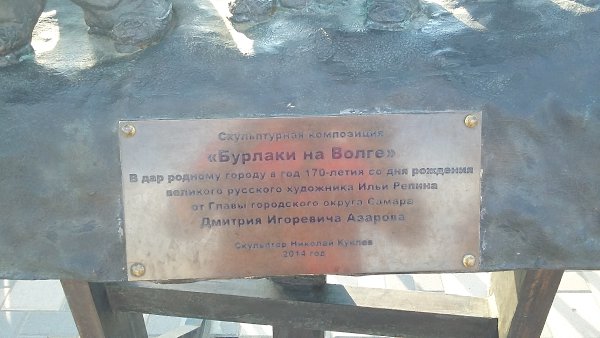 Скульптурная композиция
«Бурлаки на Волге»
В дар родному городу в год 170-летия со дня рождения
великого русского художника Ильи Репина
от Главы городского округа Самара
Дмитрия Игоревича Азарова
Скульптор Николай Куклев
2014 год